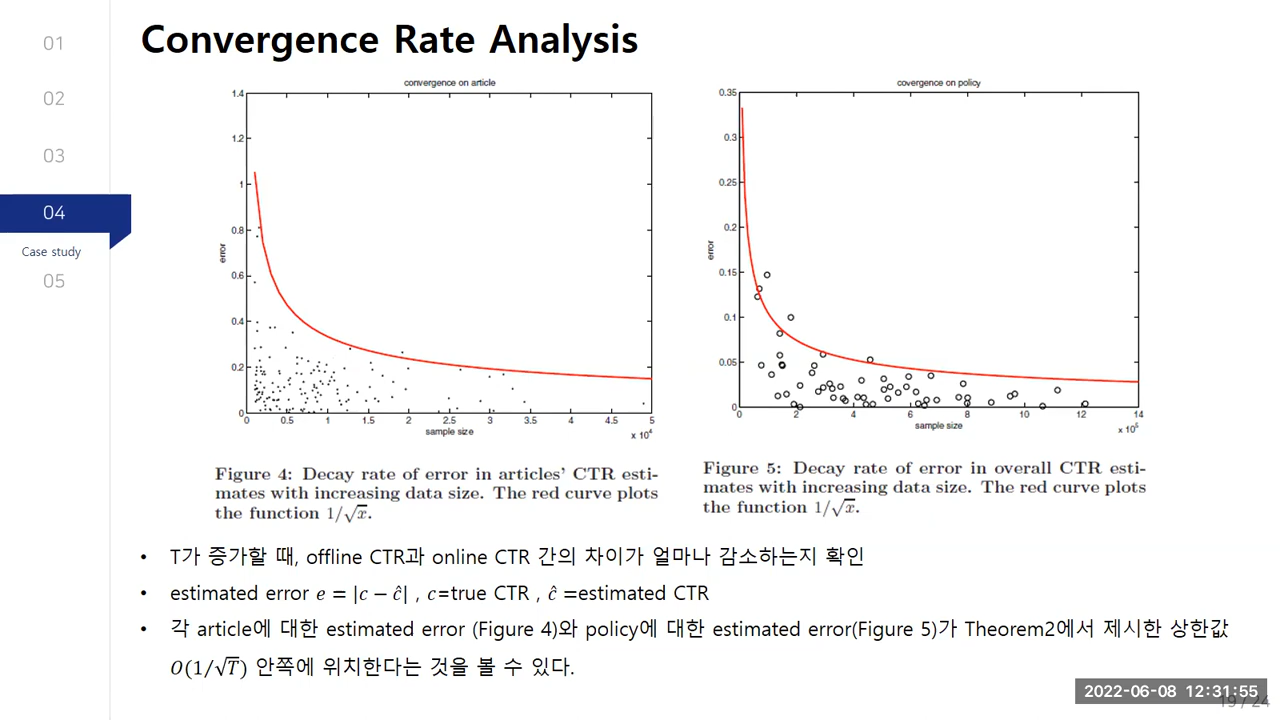 01
02
03
04
Case study
05
Convergence Rate Analysis
convergence on article
1.4
1.2
1
0.8
0.6
0.4
0.2
0
error
0 0.5 1 1.5 2 2.5 3 3.5 4 4.5 5
sample size
x 10⁴
covergence on policy
0.35
0.3
0.25
0.2
0.15
0.1
0.05
0
error
0 2 4 6 8 10 12 14
sample size
x 10⁵
Figure 4: Decay rate of error in articles' CTR esti-
mates with increasing data size. The red curve plots
the function 1/√x.
Figure 5: Decay rate of error in overall CTR esti-
mates with increasing data size. The red curve plots
the function 1/√x.
• T가 증가할 때, offline CTR과 online CTR 간의 차이가 얼마나 감소하는지 확인
• estimated error e = |c − ĉ| , c=true CTR , ĉ =estimated CTR
• 각 article에 대한 estimated error (Figure 4)와 policy에 대한 estimated error(Figure 5)가 Theorem2에서 제시한 상한값
O(1/√T) 안쪽에 위치한다는 것을 볼 수 있다.
2022-06-08 12:31:55
19 / 24